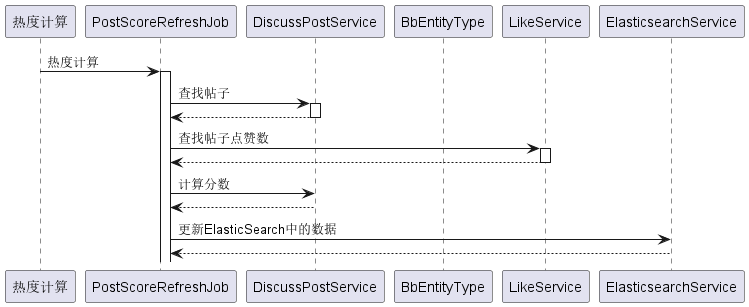 热度计算 PostScoreRefreshJob DiscussPostService BbEntityType LikeService ElasticsearchService
热度计算
查找帖子
查找帖子点赞数
计算分数
更新ElasticSearch中的数据
热度计算 PostScoreRefreshJob DiscussPostService BbEntityType LikeService ElasticsearchService